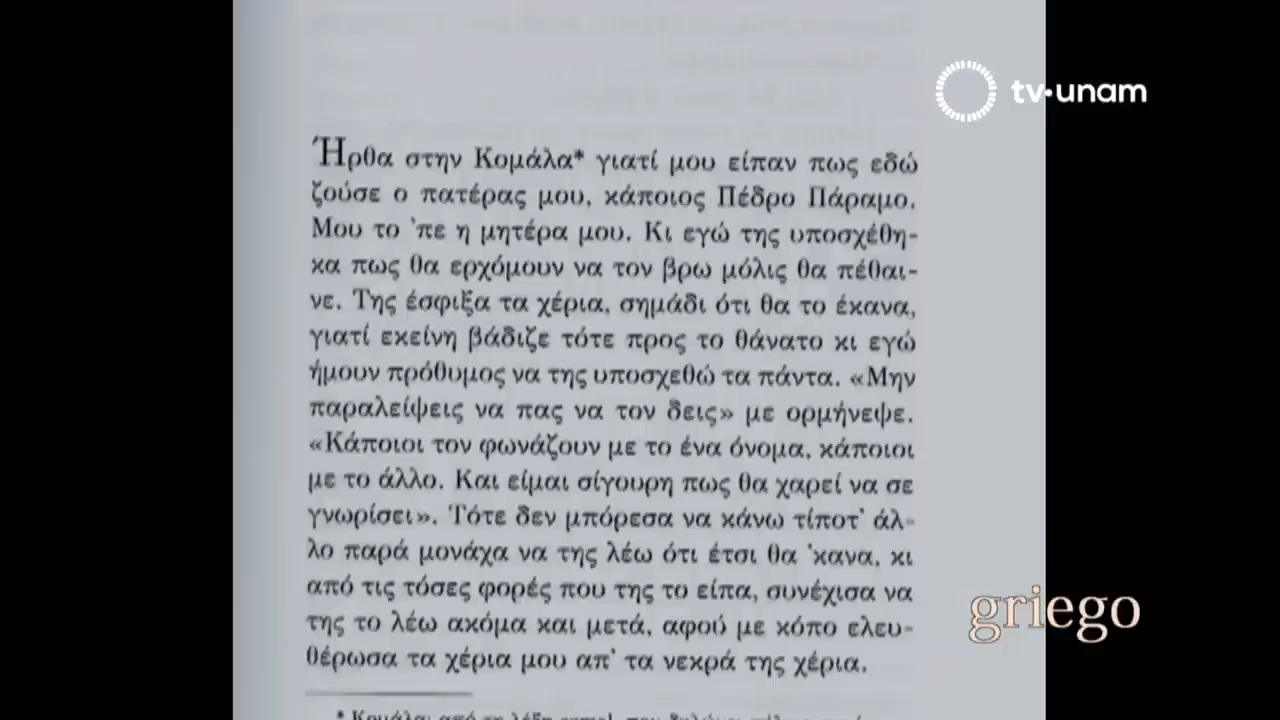 tv·unam
Ήρθα στην Κομάλα* γιατί μου είπαν πως εδώ
ζούσε ο πατέρας μου, κάποιος Πέδρο Πάραμο.
Μου το 'πε η μητέρα μου. Κι εγώ της υποσχέθη-
κα πως θα ερχόμουν να τον βρω μόλις θα πέθαι-
νε. Της έσφιξα τα χέρια, σημάδι ότι θα το έκανα,
γιατί εκείνη βάδιζε τότε προς το θάνατο κι εγώ
ήμουν πρόθυμος να της υποσχεθώ τα πάντα. «Μην
παραλείψεις να πας να τον δεις» με ορμήνεψε.
«Κάποιοι τον φωνάζουν με το ένα όνομα, κάποιοι
με το άλλο. Και είμαι σίγουρη πως θα χαρεί να σε
γνωρίσει». Τότε δεν μπόρεσα να κάνω τίποτ' άλ-
λο παρά μονάχα να της λέω ότι έτσι θα 'κανα, κι
από τις τόσες φορές που της το είπα, συνέχισα να
της το λέω ακόμα και μετά, αφού με κόπο ελευ-
θέρωσα τα χέρια μου απ' τα νεκρά της χέρια.
griego
* Κομάλα: από τη λέξη